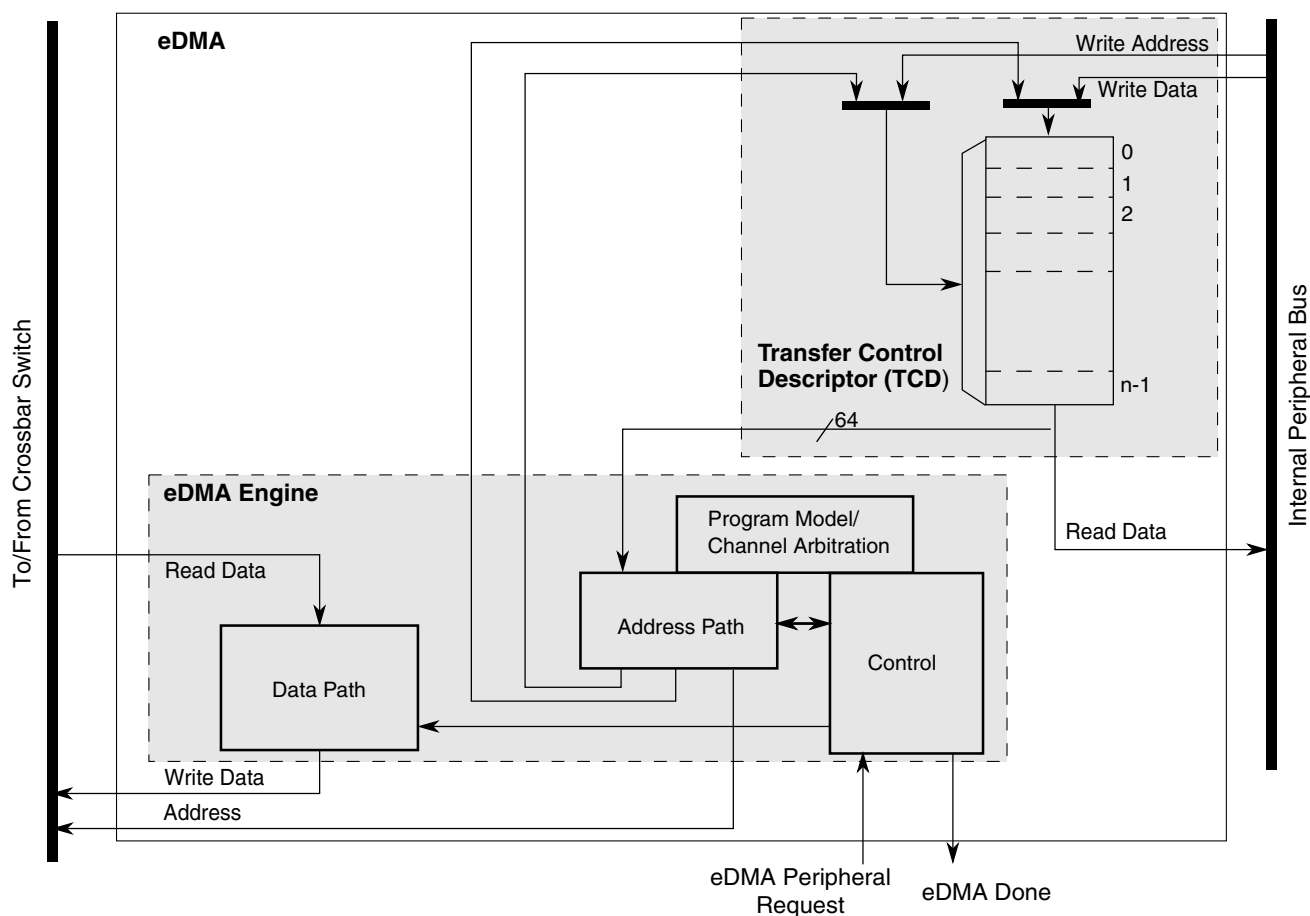 eDMA
Write Address
Write Data
0
1
2
n-1
Transfer Control
Descriptor (TCD)
64
To/From Crossbar Switch
Internal Peripheral Bus
eDMA Engine
Program Model/
Channel Arbitration
Read Data
Read Data
Address Path
Control
Data Path
Write Data
Address
eDMA Peripheral
Request
eDMA Done